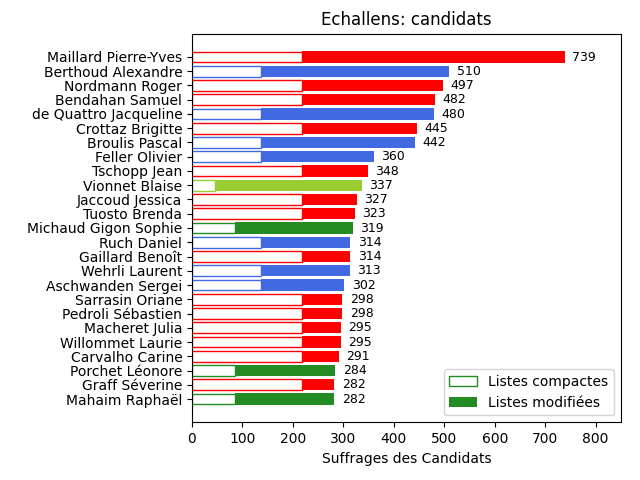 Echallens: candidats
Maillard Pierre-Yves 739
Berthoud Alexandre 510
Nordmann Roger 497
Bendahan Samuel 482
de Quattro Jacqueline 480
Crottaz Brigitte 445
Broulis Pascal 442
Feller Olivier 360
Tschopp Jean 348
Vionnet Blaise 337
Jaccoud Jessica 327
Tuosto Brenda 323
Michaud Gigon Sophie 319
Ruch Daniel 314
Gaillard Benoît 314
Wehrli Laurent 313
Aschwanden Sergei 302
Sarrasin Oriane 298
Pedroli Sébastien 298
Macheret Julia 295
Willommet Laurie 295
Carvalho Carine 291
Porchet Léonore 284
Graff Séverine 282
Mahaim Raphaël 282
Listes compactes
Listes modifiées
0 100 200 300 400 500 600 700 800
Suffrages des Candidats